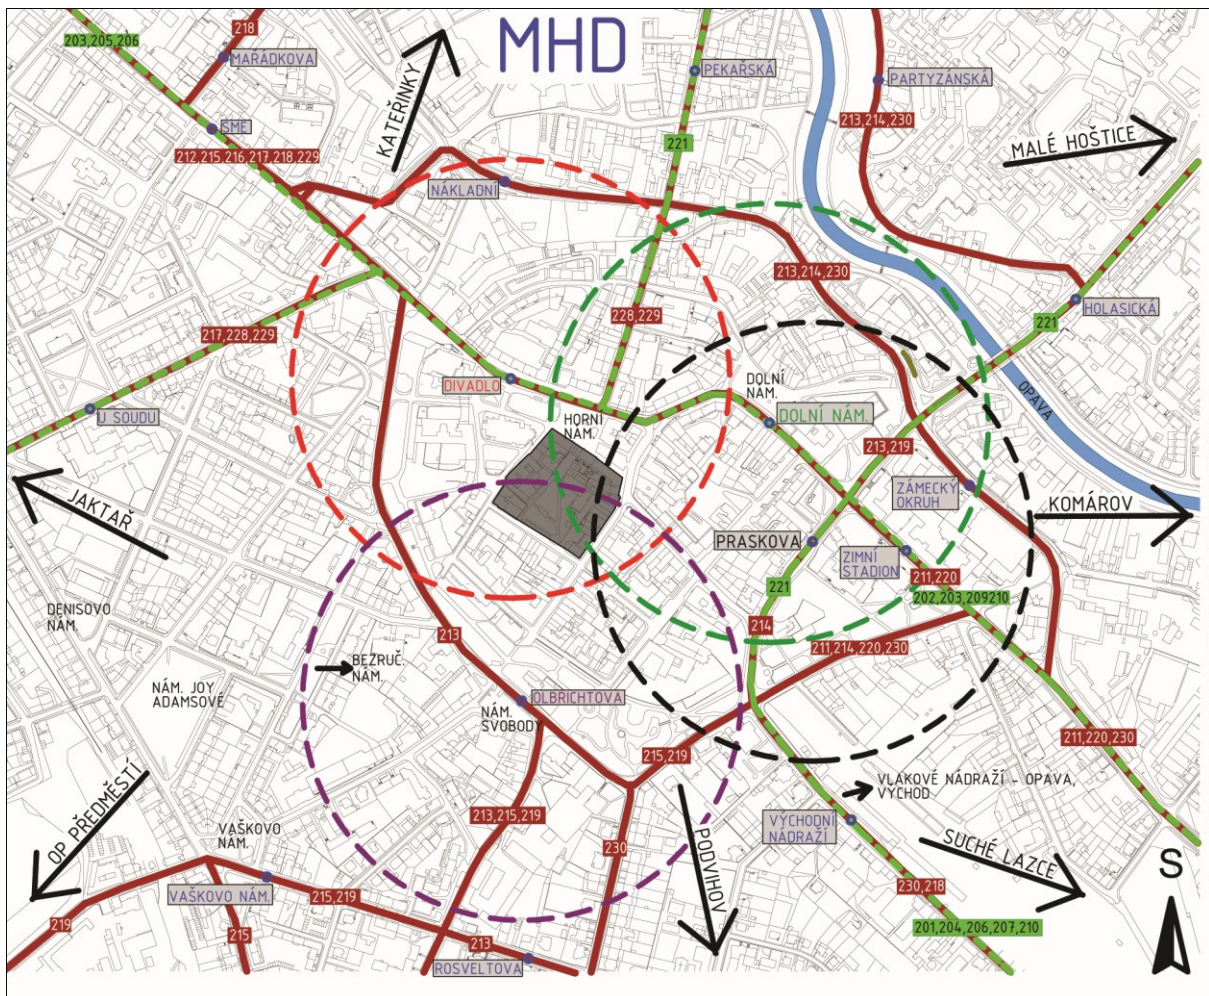 MHD
218
203,205,206
MAŘÁDKOVA
KATEŘINKY
PEKAŘSKÁ
PARTYZÁNSKÁ
SME
213,214,230
MALÉ HOŠTICE
221
212,215,216,217,218,229
NÁKLADNÍ
213,214,230
HOLASICKÁ
228,229
221
217,228,229
DIVADLO
DOLNÍ
NÁM.
OPAVA
U SOUDU
HORNÍ
NÁM.
DOLNÍ NÁM.
213,219
JAKTAŘ
ZÁMECKÝ
OKRUH
KOMÁROV
PRASKOVA
ZIMNÍ
STADION
211,220
221
202,203,209210
DENISOVO
NÁM.
213
214
211,214,220,230
BEZRUČ.
NÁM.
NÁM. JOY
ADAMSOVÉ
OLBRICHTOVA
NÁM.
SVOBODY
211,220,230
215,219
OP PŘEDMĚSTÍ
VLAKOVÉ NÁDRAŽÍ - OPAVA,
VÝCHOD
213,215,219
VAŠKOVO
NÁM.
VÝCHODNÍ
NÁDRAŽÍ
SUCHÉ LAZCE
230
PODVIHOV
S
VAŠKOVO NÁM.
215,219
230,218
219
215
213
201,204,206,207,210
ROSVELTOVA